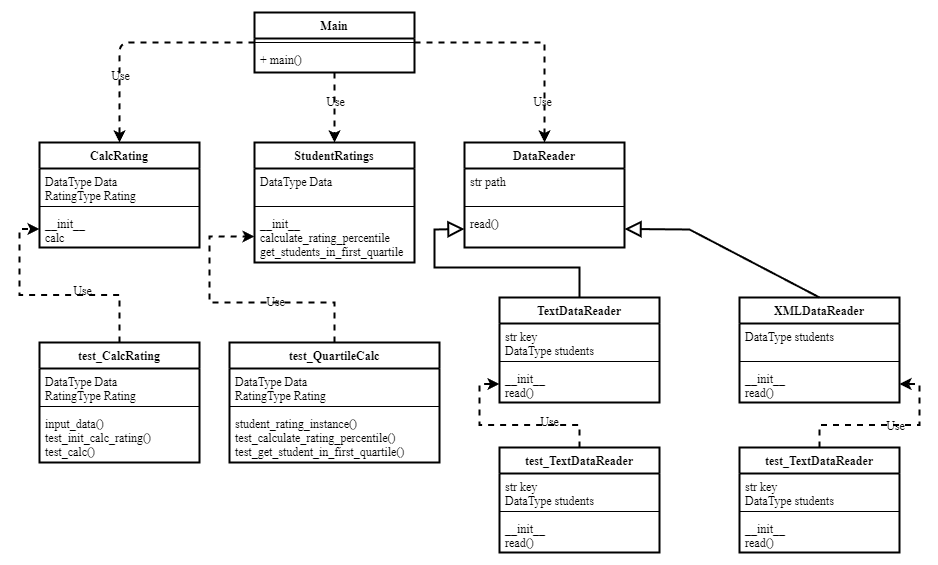 Main
+ main()
Use
Use
Use
CalcRating
DataType Data
RatingType Rating
__init__
calc
StudentRatings
DataType Data
__init__
calculate_rating_percentile
get_students_in_first_quartile
DataReader
str path
read()
Use
Use
test_CalcRating
DataType Data
RatingType Rating
input_data()
test_init_calc_rating()
test_calc()
test_QuartileCalc
DataType Data
RatingType Rating
student_rating_instance()
test_calculate_rating_percentile()
test_get_student_in_first_quartile()
TextDataReader
str key
DataType students
__init__
read()
XMLDataReader
DataType students
__init__
read()
Use
Use
test_TextDataReader
str key
DataType students
__init__
read()
test_TextDataReader
str key
DataType students
__init__
read()